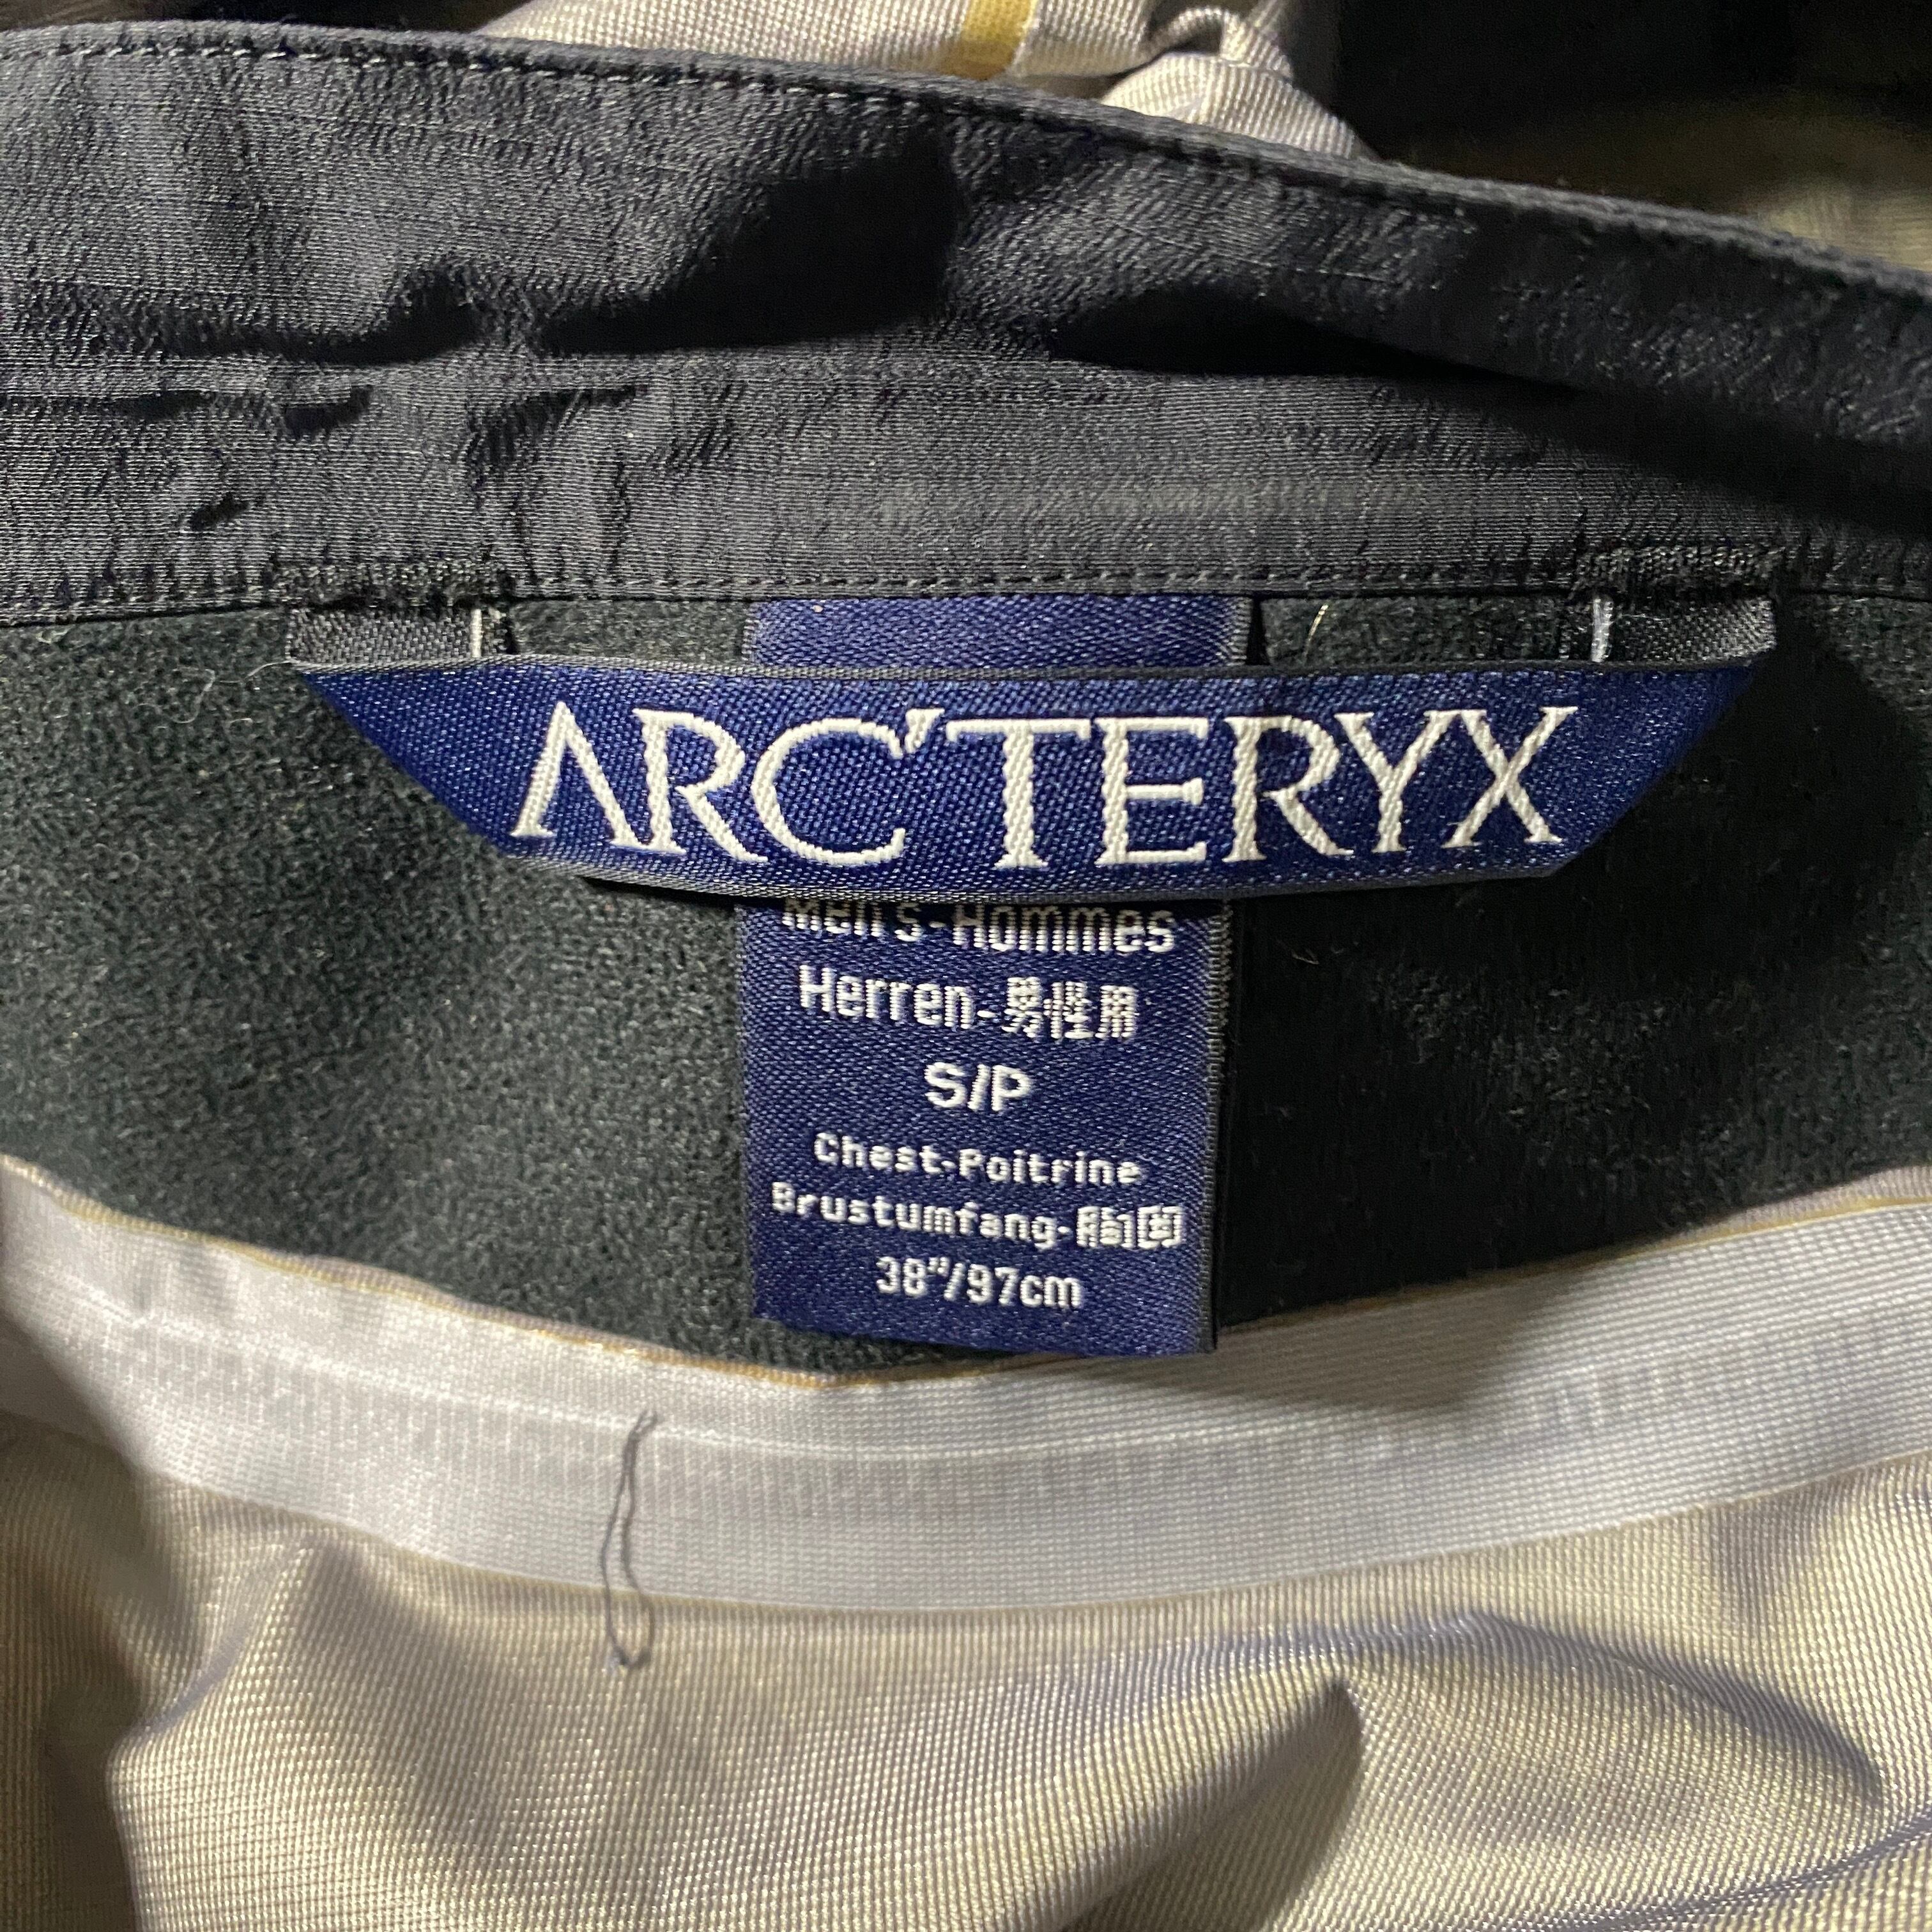 ARC'TERYX
Men's-Hommes
Herren-男性用
S/P
Chest-Poitrine
Brustumfang-胸囲
38"/97cm